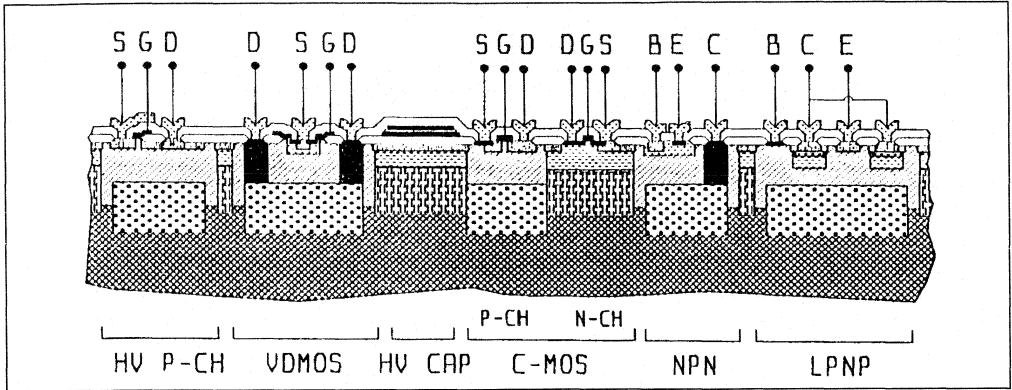 S G D D S G D S G D D G S B E C B C E
P-CH N-CH
HV P-CH VDMOS HV CAP C-MOS NPN LPNP